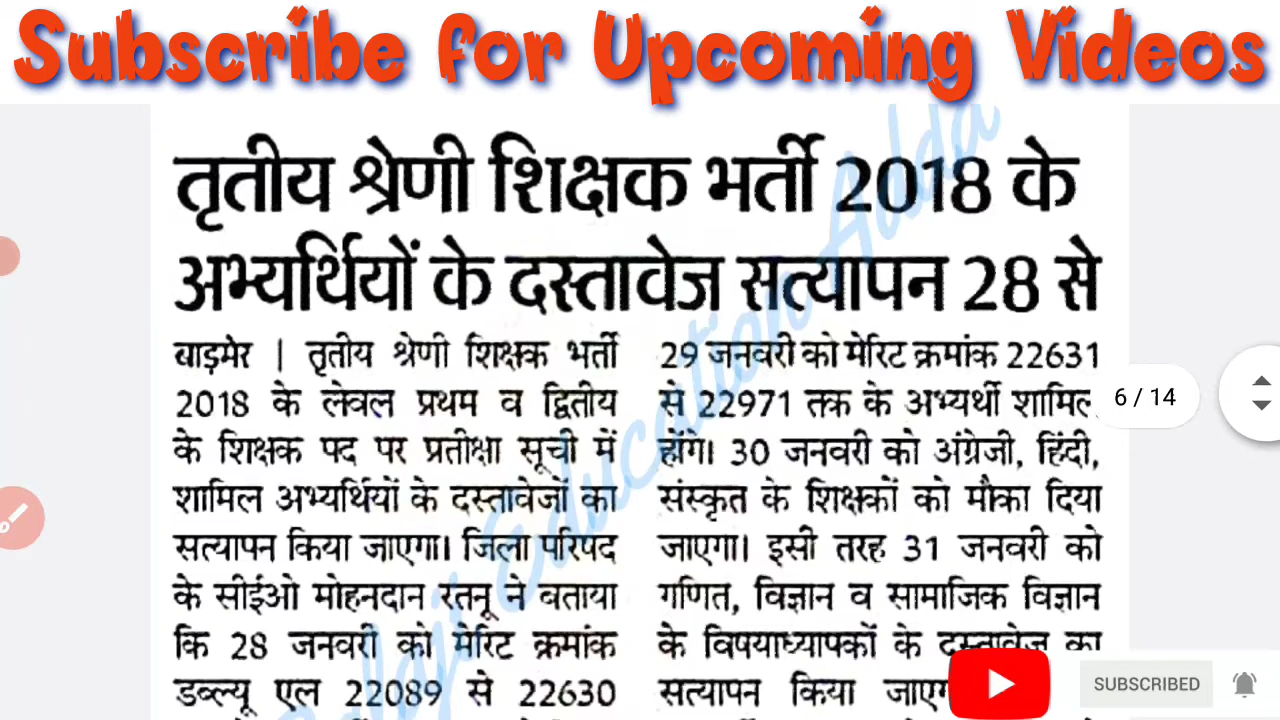 Subscribe for Upcoming Videos
तृतीय श्रेणी शिक्षक भर्ती 2018 के
अभ्यर्थियों के दस्तावेज सत्यापन 28 से
बाड़मेर | तृतीय श्रेणी शिक्षक भर्ती
2018 के लेवल प्रथम व द्वितीय
के शिक्षक पद पर प्रतीक्षा सूची में
शामिल अभ्यर्थियों के दस्तावेजों का
सत्यापन किया जाएगा। जिला परिषद
के सीईओ मोहनदान रतनू ने बताया
कि 28 जनवरी को मेरिट क्रमांक
डब्ल्यू एल 22089 से 22630
29 जनवरी को मेरिट क्रमांक 22631
से 22971 तक के अभ्यर्थी शामिल
होंगे। 30 जनवरी को अंग्रेजी, हिंदी,
संस्कृत के शिक्षकों को मौका दिया
जाएगा। इसी तरह 31 जनवरी को
गणित, विज्ञान व सामाजिक विज्ञान
के विषयाध्यापकों के दस्तावेज का
सत्यापन किया
6 / 14
SUBSCRIBED
Balaji Education Adda